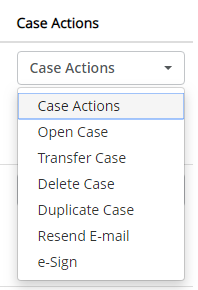 Case Actions
Case Actions
Case Actions
Open Case
Transfer Case
Delete Case
Duplicate Case
Resend E-mail
e-Sign